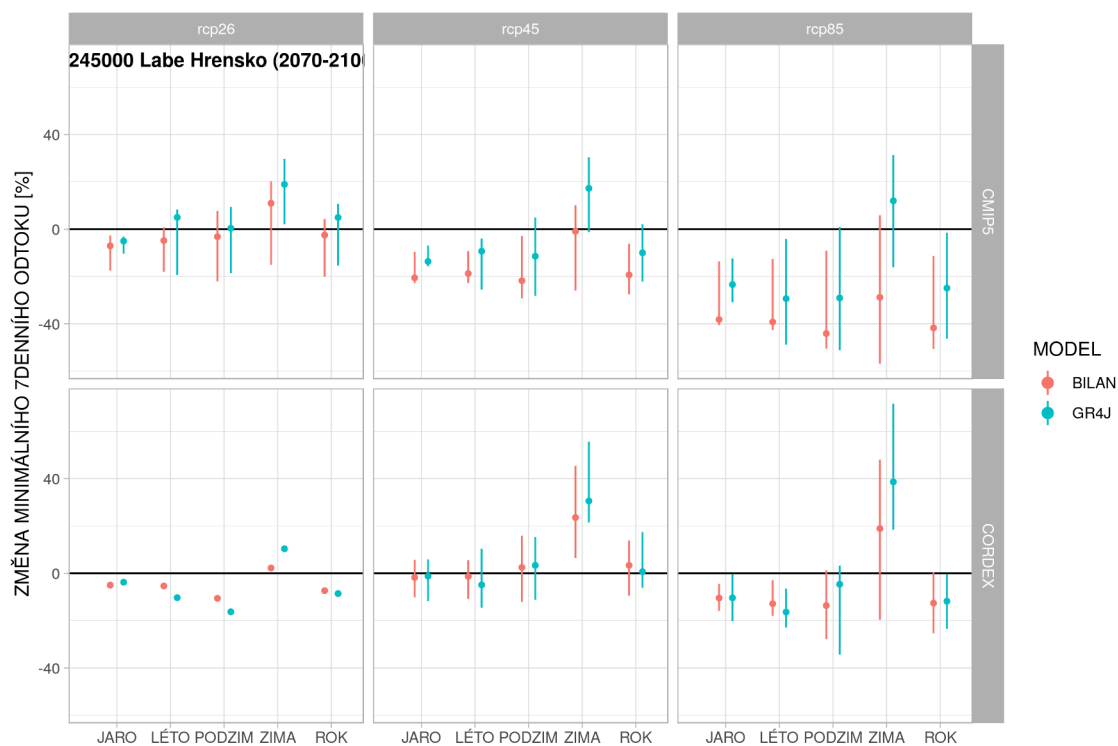 rcp26
rcp45
rcp85
245000 Labe Hrensko (2070-210
ZMĚNA MINIMÁLNÍHO 7DENNÍHO ODTOKU [%]
40
0
-40
CMIP5
40
0
-40
CORDEX
JARO LÉTO PODZIM ZIMA ROK
JARO LÉTO PODZIM ZIMA ROK
JARO LÉTO PODZIM ZIMA ROK
MODEL
BILAN
GR4J